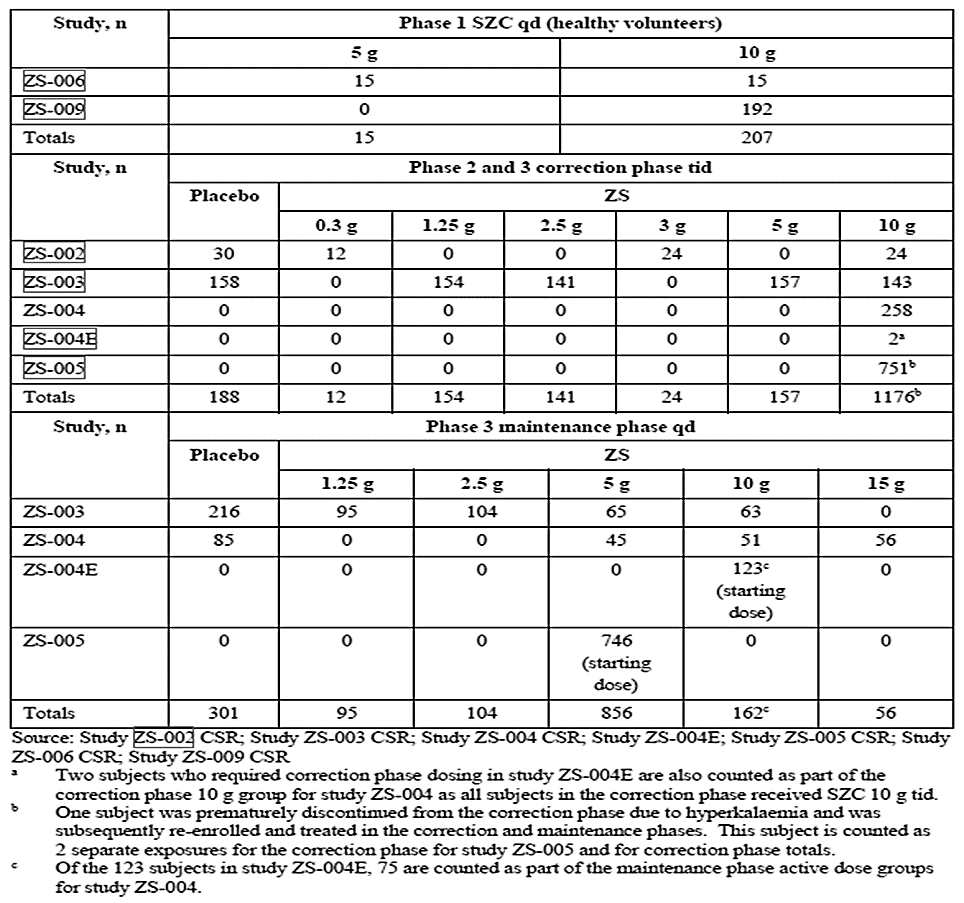 Study, n Phase 1 SZC qd (healthy volunteers)
5 g 10 g
ZS-006 15 15
ZS-009 0 192
Totals 15 207
Study, n Phase 2 and 3 correction phase tid
Placebo ZS
0.3 g 1.25 g 2.5 g 3 g 5 g 10 g
ZS-002 30 12 0 0 24 0 24
ZS-003 158 0 154 141 0 157 143
ZS-004 0 0 0 0 0 0 258
ZS-004E 0 0 0 0 0 0 2ᵃ
ZS-005 0 0 0 0 0 0 751ᵇ
Totals 188 12 154 141 24 157 1176ᵇ
Study, n Phase 3 maintenance phase qd
Placebo ZS
1.25 g 2.5 g 5 g 10 g 15 g
ZS-003 216 95 104 65 63 0
ZS-004 85 0 0 45 51 56
ZS-004E 0 0 0 0 123ᶜ 0
(starting
dose)
ZS-005 0 0 0 746 0 0
(starting
dose)
Totals 301 95 104 856 162ᶜ 56
Source: Study ZS-002 CSR; Study ZS-003 CSR; Study ZS-004 CSR; Study ZS-004E; Study ZS-005 CSR; Study
ZS-006 CSR; Study ZS-009 CSR
a Two subjects who required correction phase dosing in study ZS-004E are also counted as part of the
correction phase 10 g group for study ZS-004 as all subjects in the correction phase received SZC 10 g tid.
b One subject was prematurely discontinued from the correction phase due to hyperkalaemia and was
subsequently re-enrolled and treated in the correction and maintenance phases. This subject is counted as
2 separate exposures for the correction phase for study ZS-005 and for correction phase totals.
c Of the 123 subjects in study ZS-004E, 75 are counted as part of the maintenance phase active dose groups
for study ZS-004.